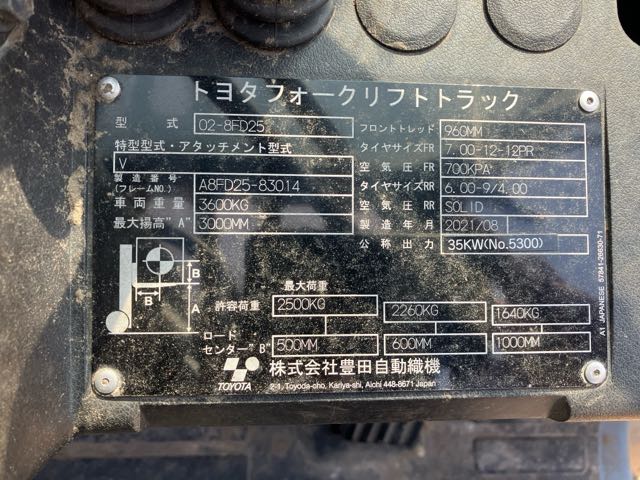 トヨタフォークリフトトラック
型式 02-8FD25
特型型式・アタッチメント型式
V
製造番号(フレームNO.) A8FD25-83014
車両重量 3600KG
最大揚高"A" 3000MM
フロントトレッド 960MM
タイヤサイズFR 7.00-12-12PR
空気圧FR 700KPA
タイヤサイズRR 6.00-9/4.00
空気圧RR SOLID
製造年月 2021/08
公称出力 35KW(No.5300)
B
B
A
最大荷重
許容荷重 2500KG 2260KG 1640KG
ロードセンター"B" 500MM 600MM 1000MM
TOYOTA
株式会社豊田自動織機
2-1, Toyoda-cho, Kariya-shi, Aichi 448-8671 Japan
A1 JAPANESE 57841-26630-71